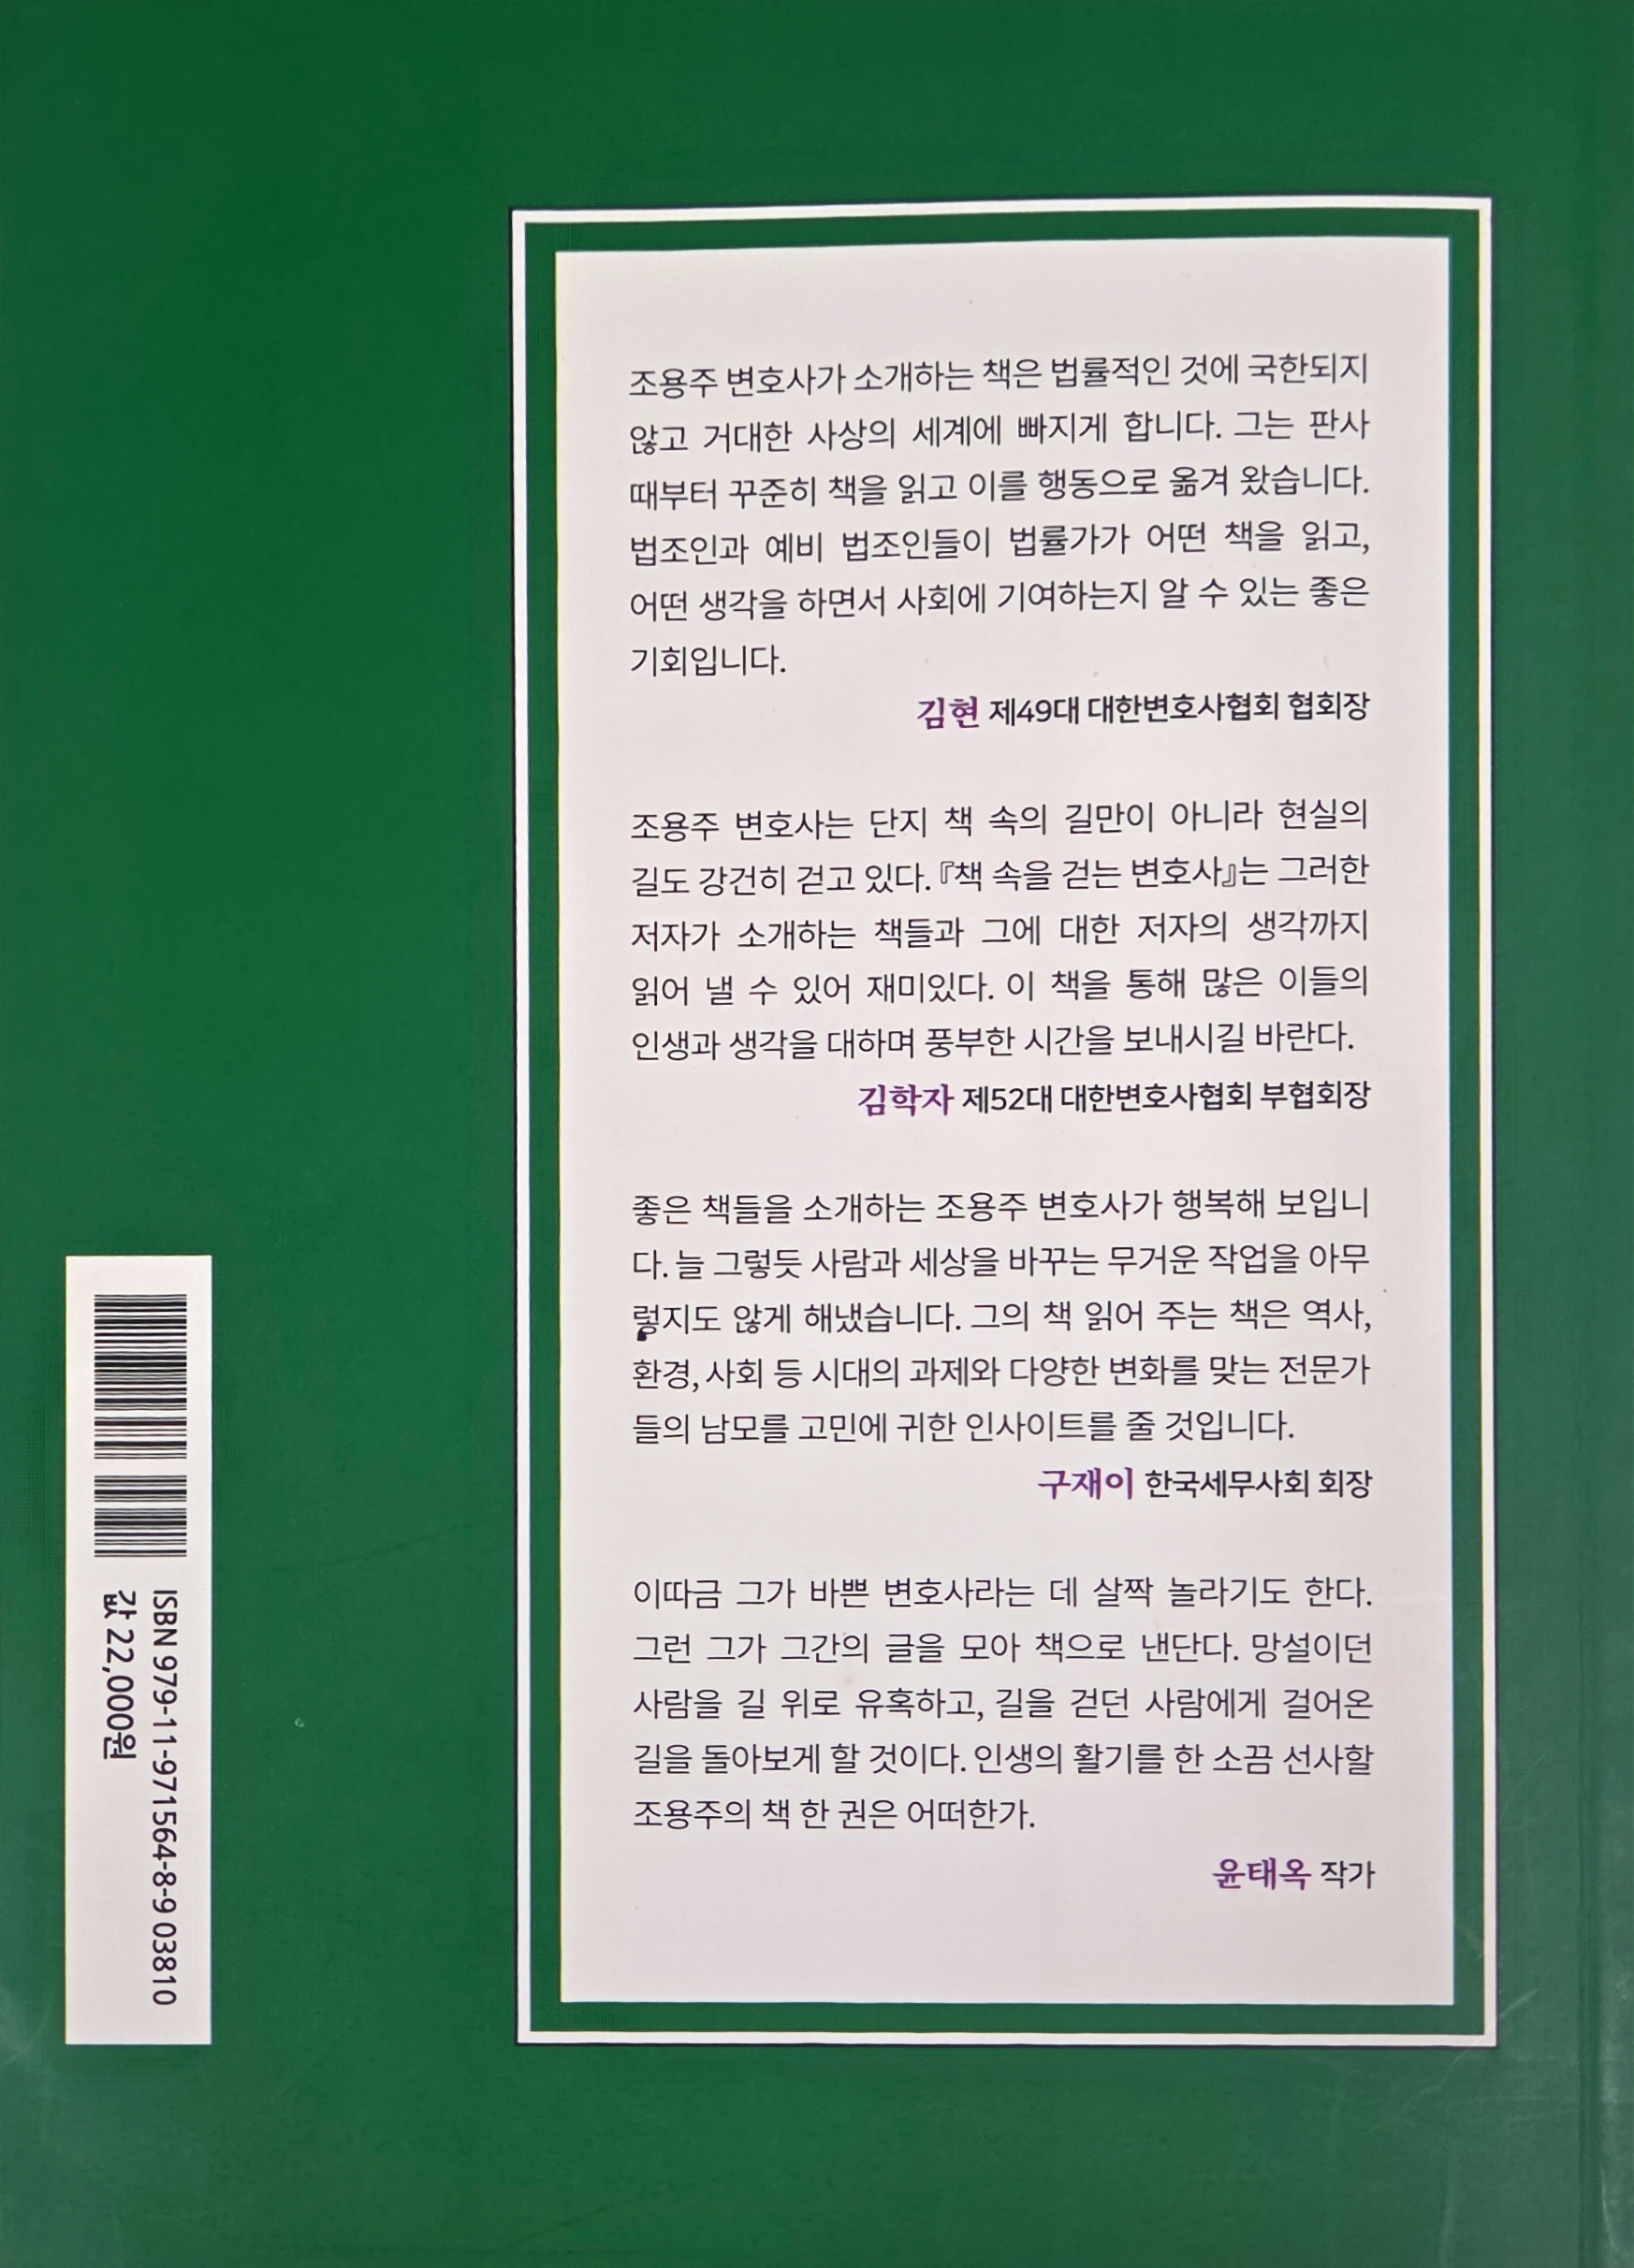 조용주 변호사가 소개하는 책은 법률적인 것에 국한되지
않고 거대한 사상의 세계에 빠지게 합니다. 그는 판사
때부터 꾸준히 책을 읽고 이를 행동으로 옮겨 왔습니다.
법조인과 예비 법조인들이 법률가가 어떤 책을 읽고,
어떤 생각을 하면서 사회에 기여하는지 알 수 있는 좋은
기회입니다.
김현 제49대 대한변호사협회 협회장
조용주 변호사는 단지 책 속의 길만이 아니라 현실의
길도 강건히 걷고 있다. 『책 속을 걷는 변호사』는 그러한
저자가 소개하는 책들과 그에 대한 저자의 생각까지
읽어 낼 수 있어 재미있다. 이 책을 통해 많은 이들의
인생과 생각을 대하며 풍부한 시간을 보내시길 바란다.
김학자 제52대 대한변호사협회 부협회장
좋은 책들을 소개하는 조용주 변호사가 행복해 보입니
다. 늘 그렇듯 사람과 세상을 바꾸는 무거운 작업을 아무
렇지도 않게 해냈습니다. 그의 책 읽어 주는 책은 역사,
환경, 사회 등 시대의 과제와 다양한 변화를 맞는 전문가
들의 남모를 고민에 귀한 인사이트를 줄 것입니다.
구재이 한국세무사회 회장
이따금 그가 바쁜 변호사라는 데 살짝 놀라기도 한다.
그런 그가 그간의 글을 모아 책으로 낸단다. 망설이던
사람을 길 위로 유혹하고, 길을 걷던 사람에게 걸어온
길을 돌아보게 할 것이다. 인생의 활기를 한 소끔 선사할
조용주의 책 한 권은 어떠한가.
윤태옥 작가
ISBN 979-11-971564-8-9 03810
값 22,000원